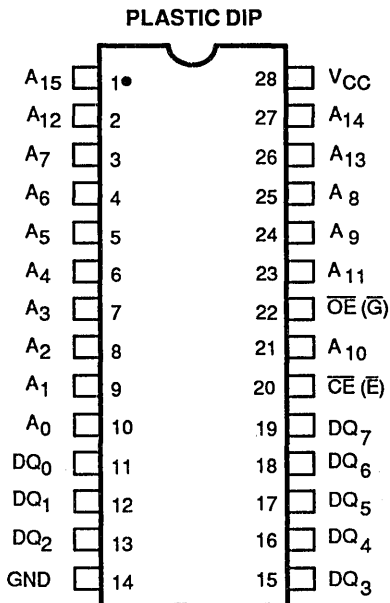 PLASTIC DIP
A15 1 28 VCC
A12 2 27 A14
A7 3 26 A13
A6 4 25 A8
A5 5 24 A9
A4 6 23 A11
A3 7 22 O̅E̅ (G̅)
A2 8 21 A10
A1 9 20 C̅E̅ (E̅)
A0 10 19 DQ7
DQ0 11 18 DQ6
DQ1 12 17 DQ5
DQ2 13 16 DQ4
GND 14 15 DQ3